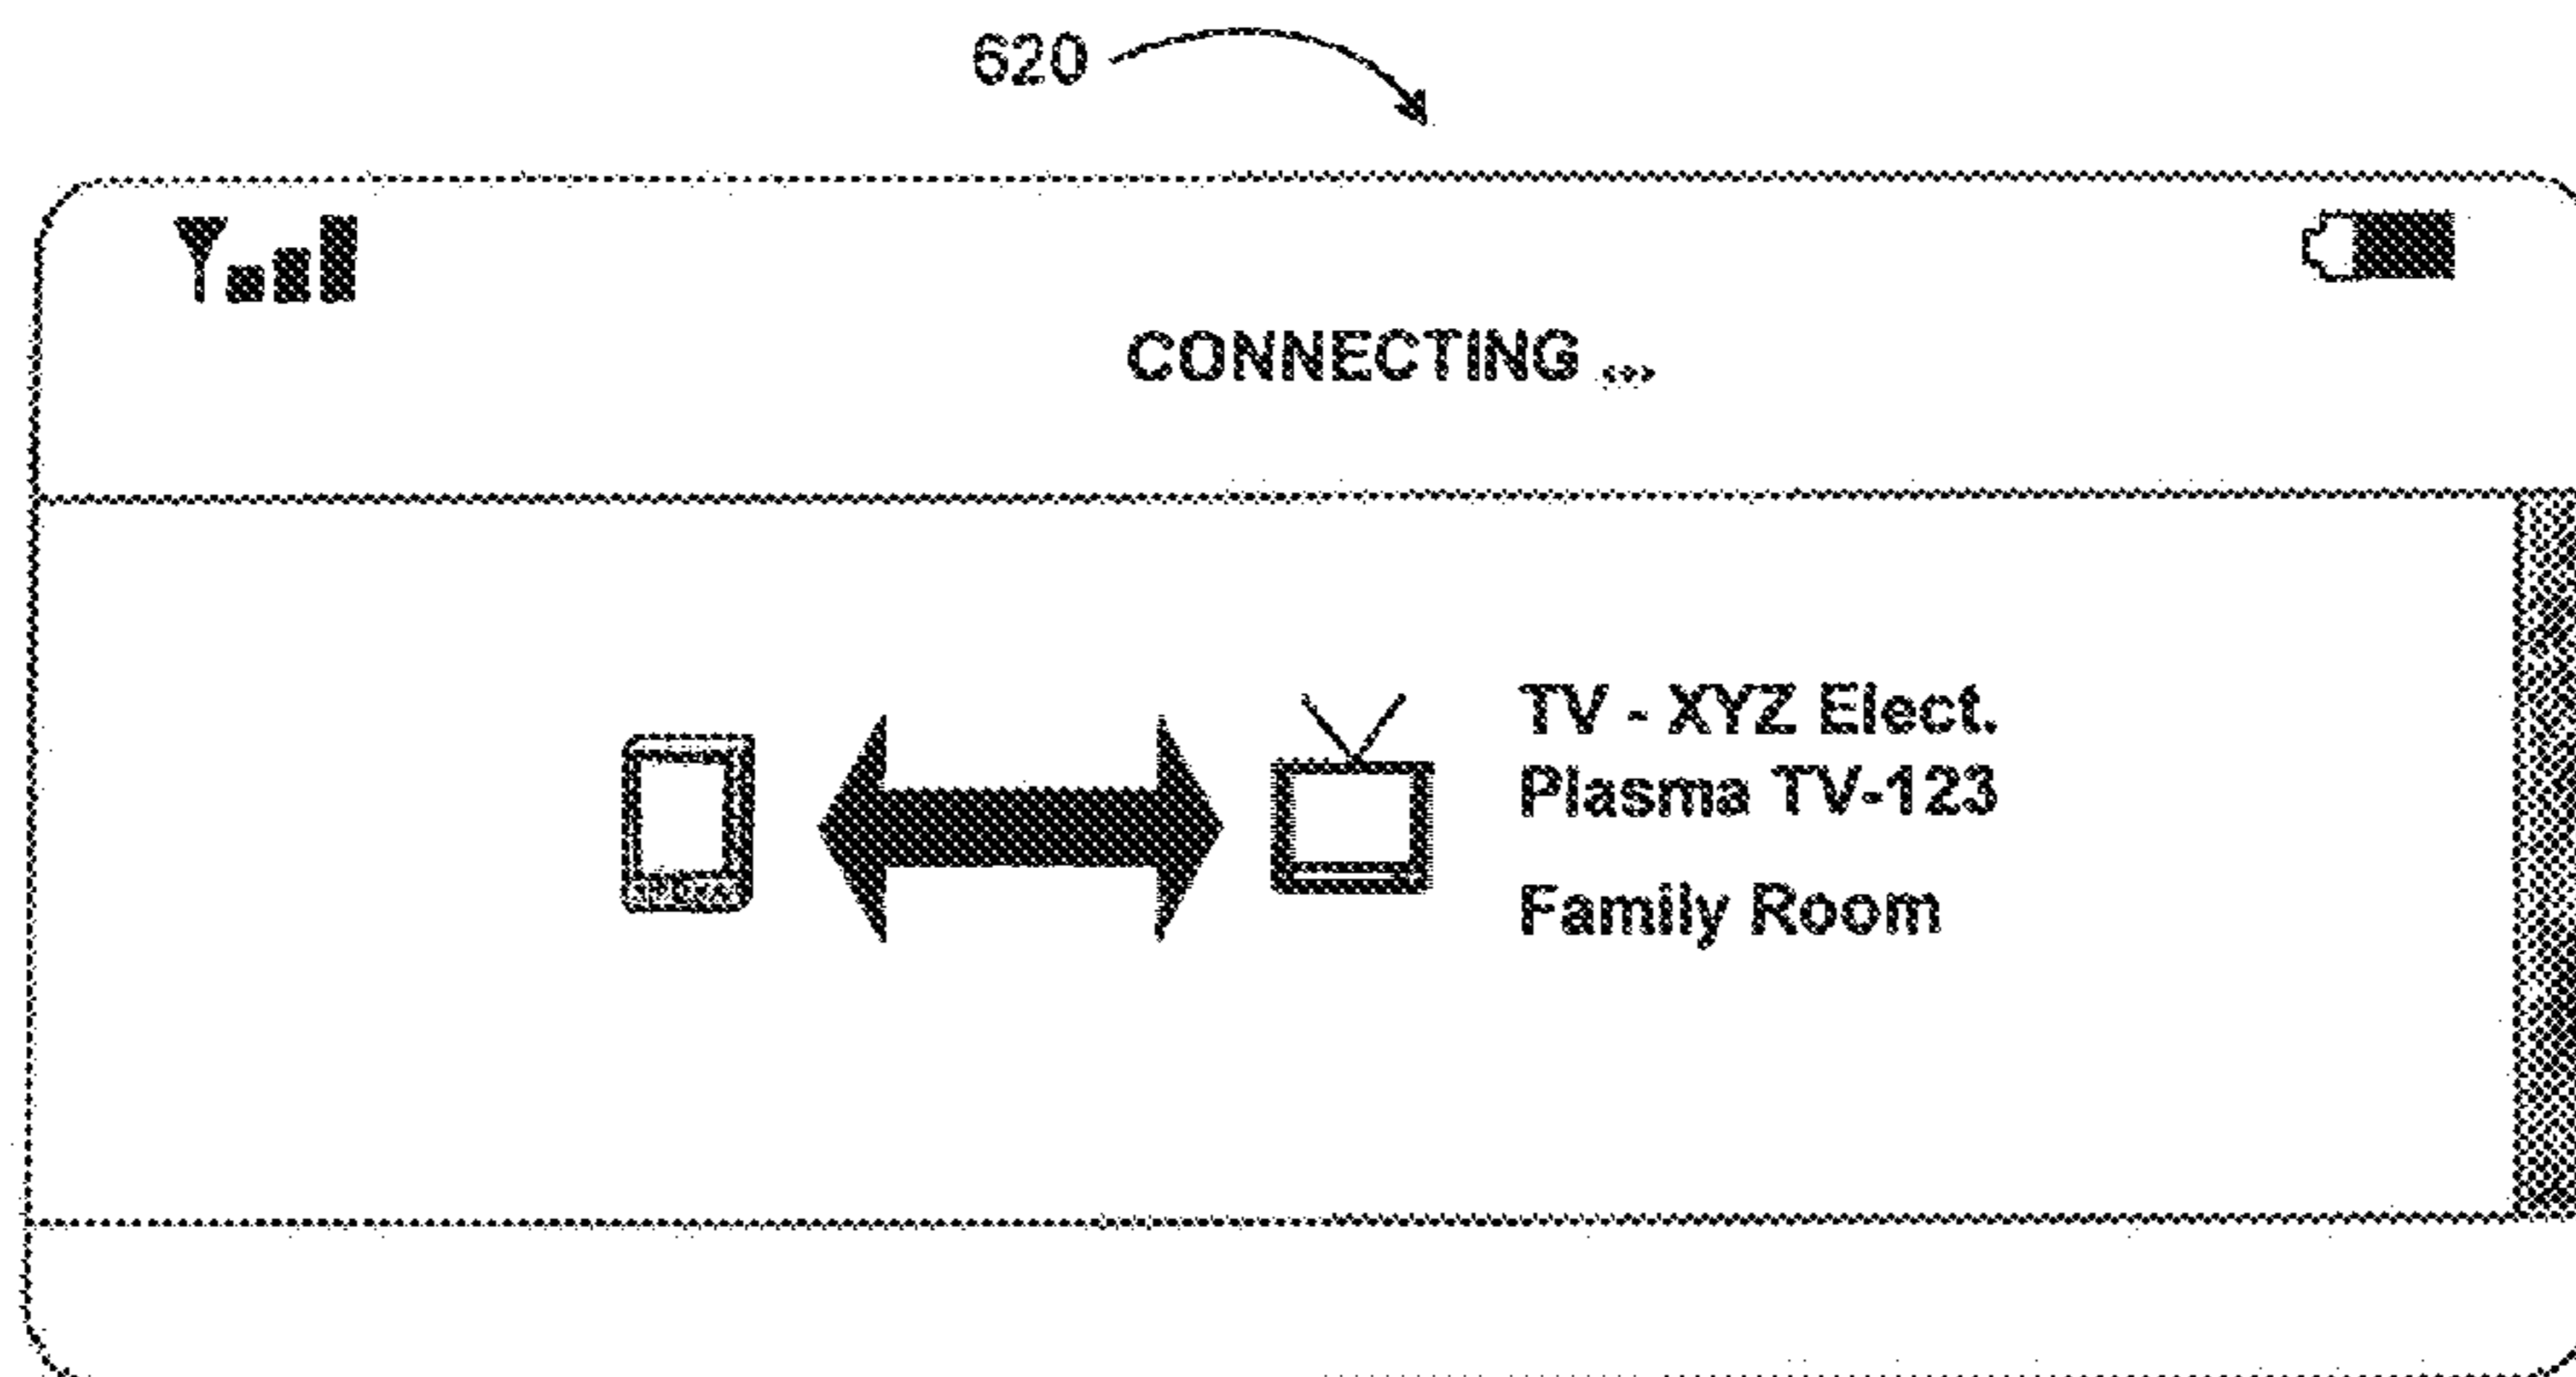 620
CONNECTING ...
TV - XYZ Elect.
Plasma TV-123
Family Room